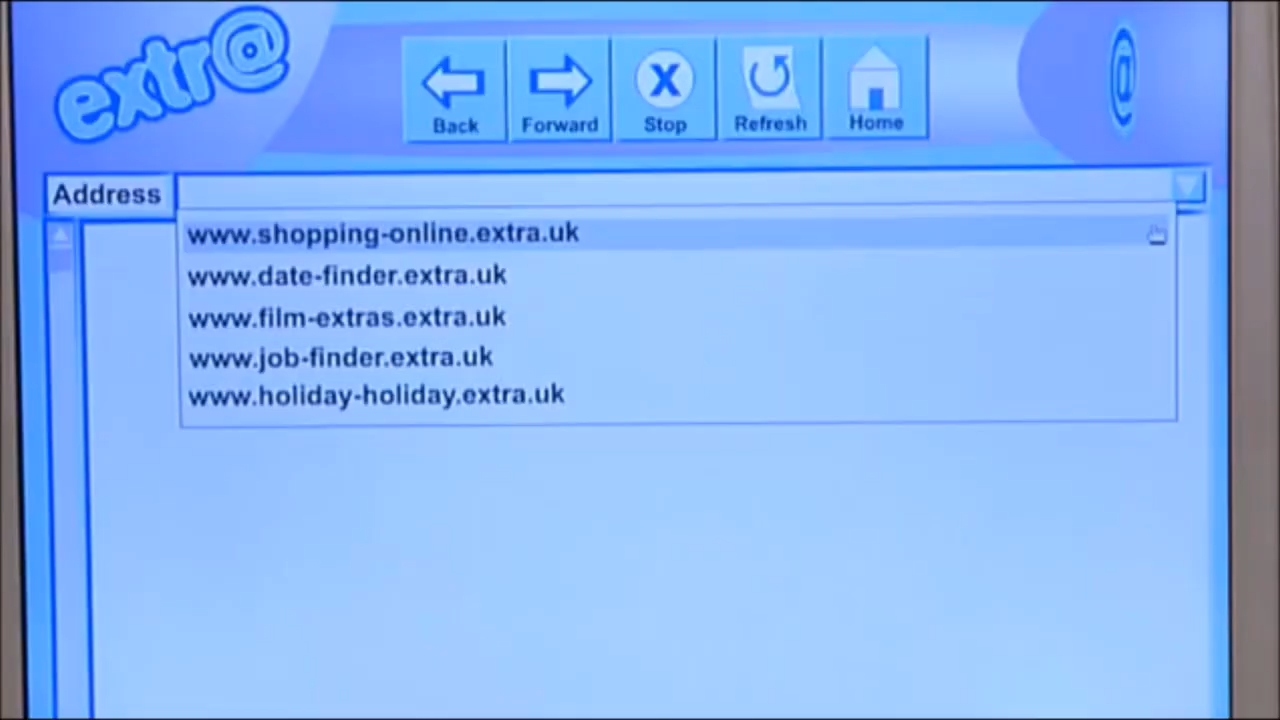 extr@
@
Back Forward Stop Refresh Home
X
Address
www.shopping-online.extra.uk
www.date-finder.extra.uk
www.film-extras.extra.uk
www.job-finder.extra.uk
www.holiday-holiday.extra.uk